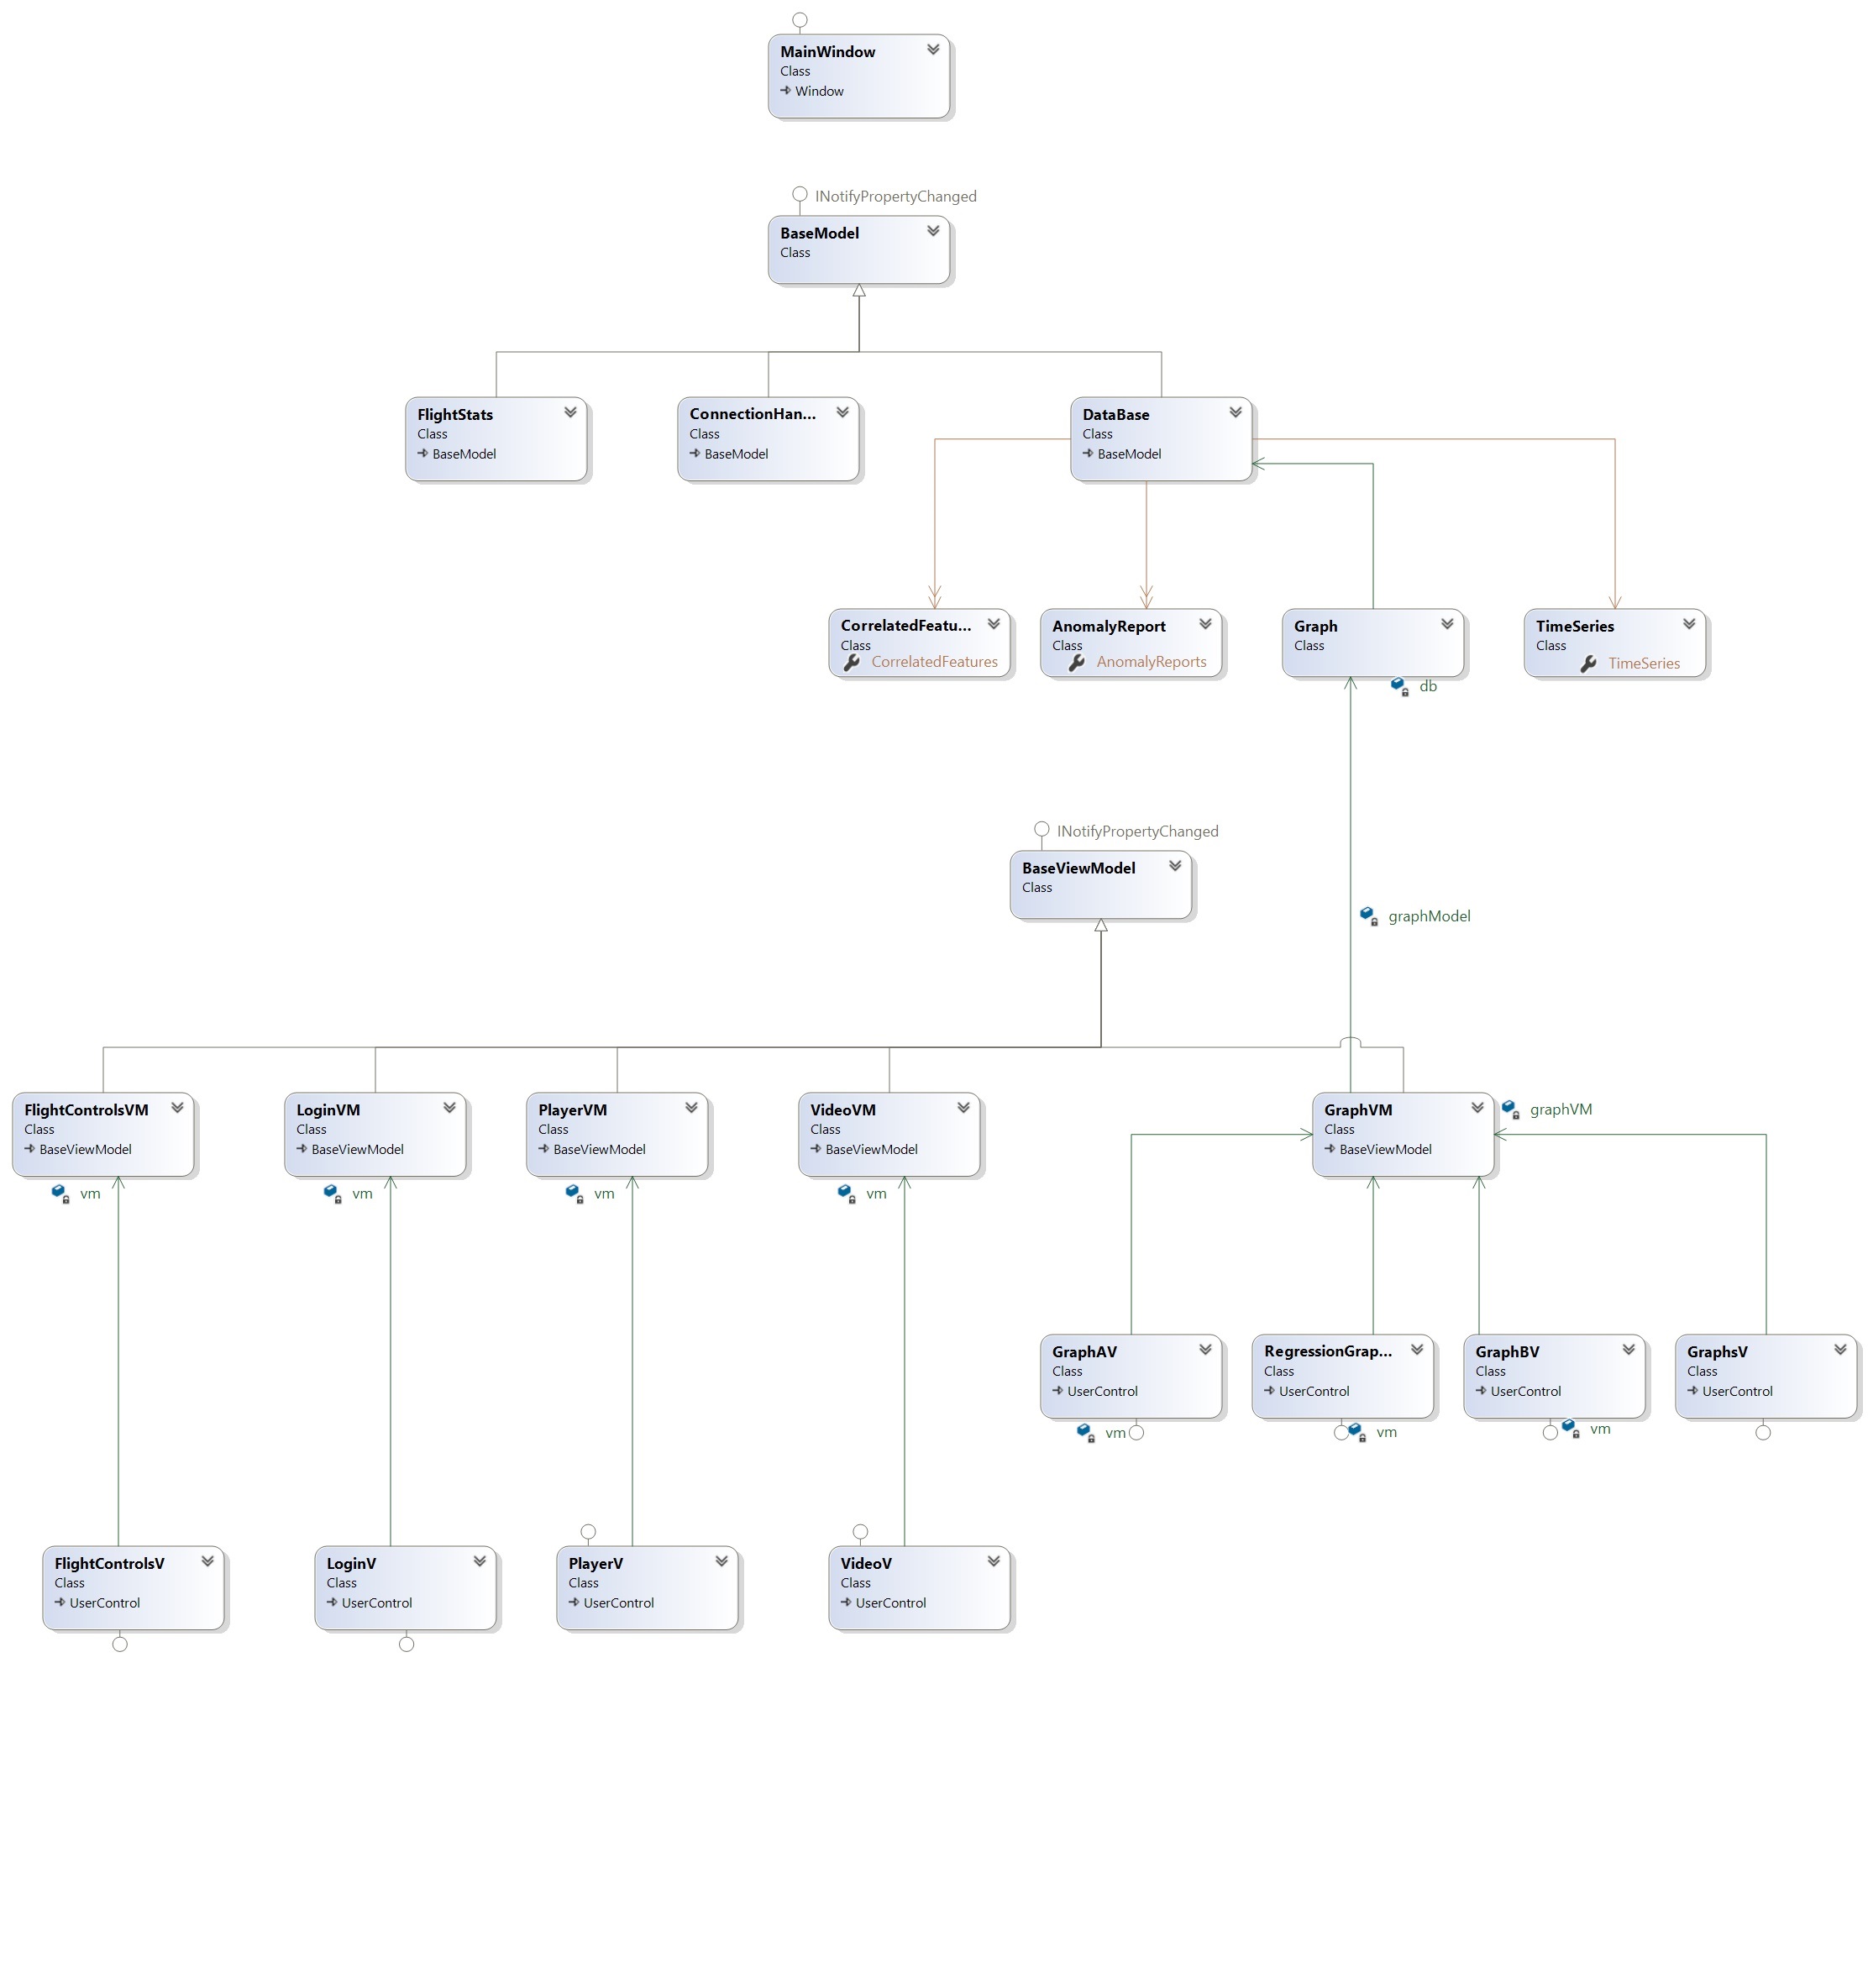 MainWindow
Class
Window
INotifyPropertyChanged
BaseModel
Class
FlightStats
Class
BaseModel
ConnectionHan...
Class
BaseModel
DataBase
Class
BaseModel
CorrelatedFeatu...
Class
CorrelatedFeatures
AnomalyReport
Class
AnomalyReports
Graph
Class
db
TimeSeries
Class
TimeSeries
INotifyPropertyChanged
BaseViewModel
Class
graphModel
FlightControlsVM
Class
BaseViewModel
vm
LoginVM
Class
BaseViewModel
vm
PlayerVM
Class
BaseViewModel
vm
VideoVM
Class
BaseViewModel
vm
GraphVM
Class
BaseViewModel
graphVM
GraphAV
Class
UserControl
vm
RegressionGrap...
Class
UserControl
vm
GraphBV
Class
UserControl
vm
GraphsV
Class
UserControl
FlightControlsV
Class
UserControl
LoginV
Class
UserControl
PlayerV
Class
UserControl
VideoV
Class
UserControl